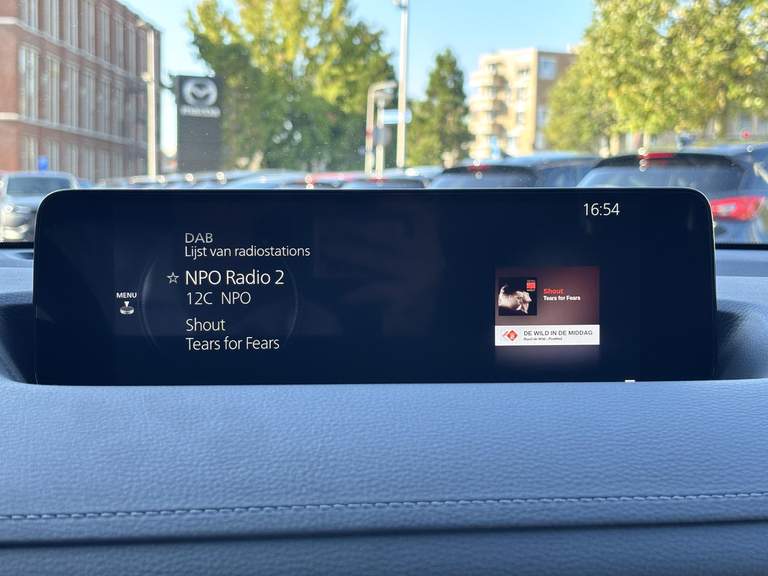 mazda
16:54
DAB
Lijst van radiostations
☆ NPO Radio 2
12C NPO
MENU
Shout
Tears for Fears
Shout
Tears for Fears
DE WILD IN DE MIDDAG